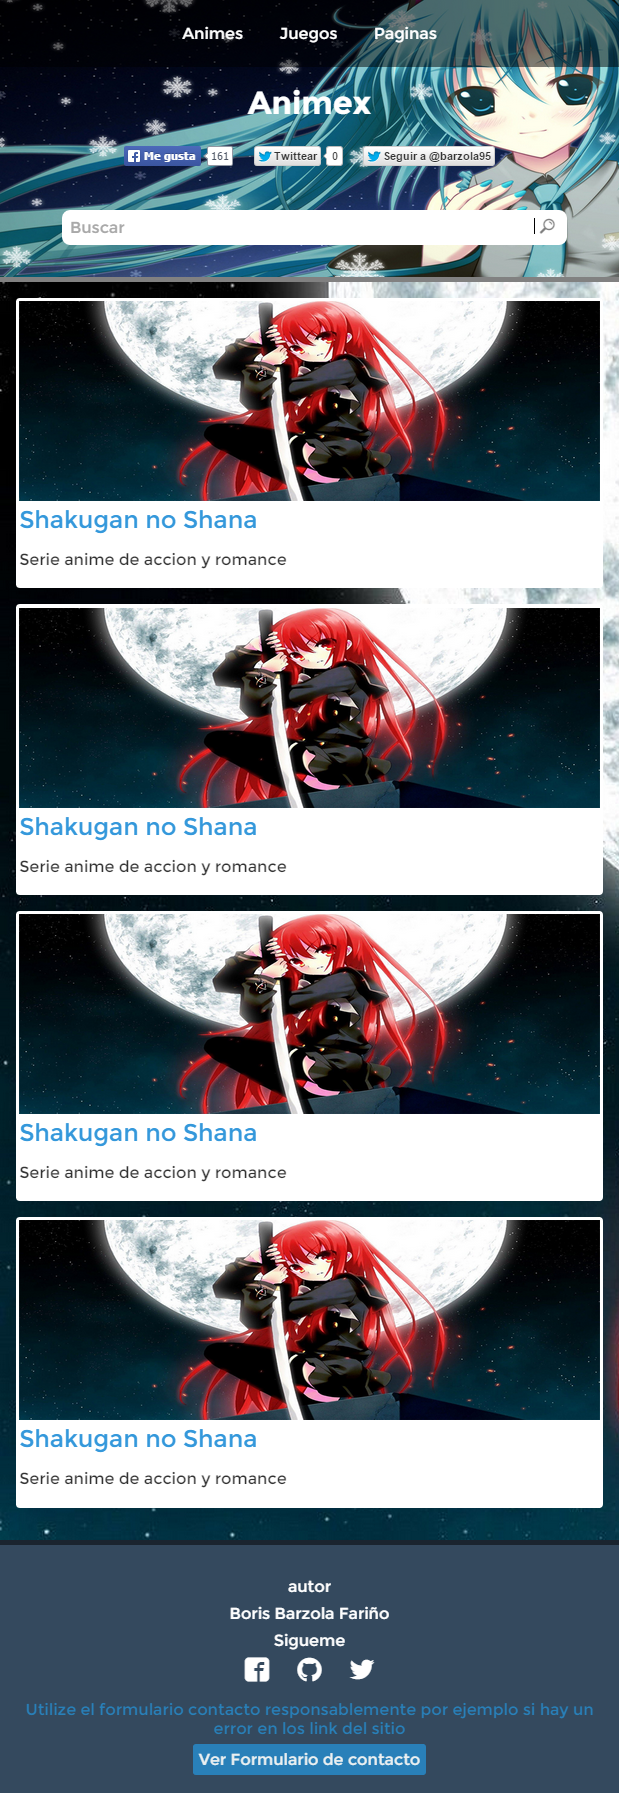 Animes Juegos Paginas
Animex
Me gusta 161 Twittear 0 Seguir a @barzola95
Buscar
Shakugan no Shana
Serie anime de accion y romance
Shakugan no Shana
Serie anime de accion y romance
Shakugan no Shana
Serie anime de accion y romance
Shakugan no Shana
Serie anime de accion y romance
autor
Boris Barzola Fariño
Sigueme
Utilize el formulario contacto responsablemente por ejemplo si hay un
error en los link del sitio
Ver Formulario de contacto